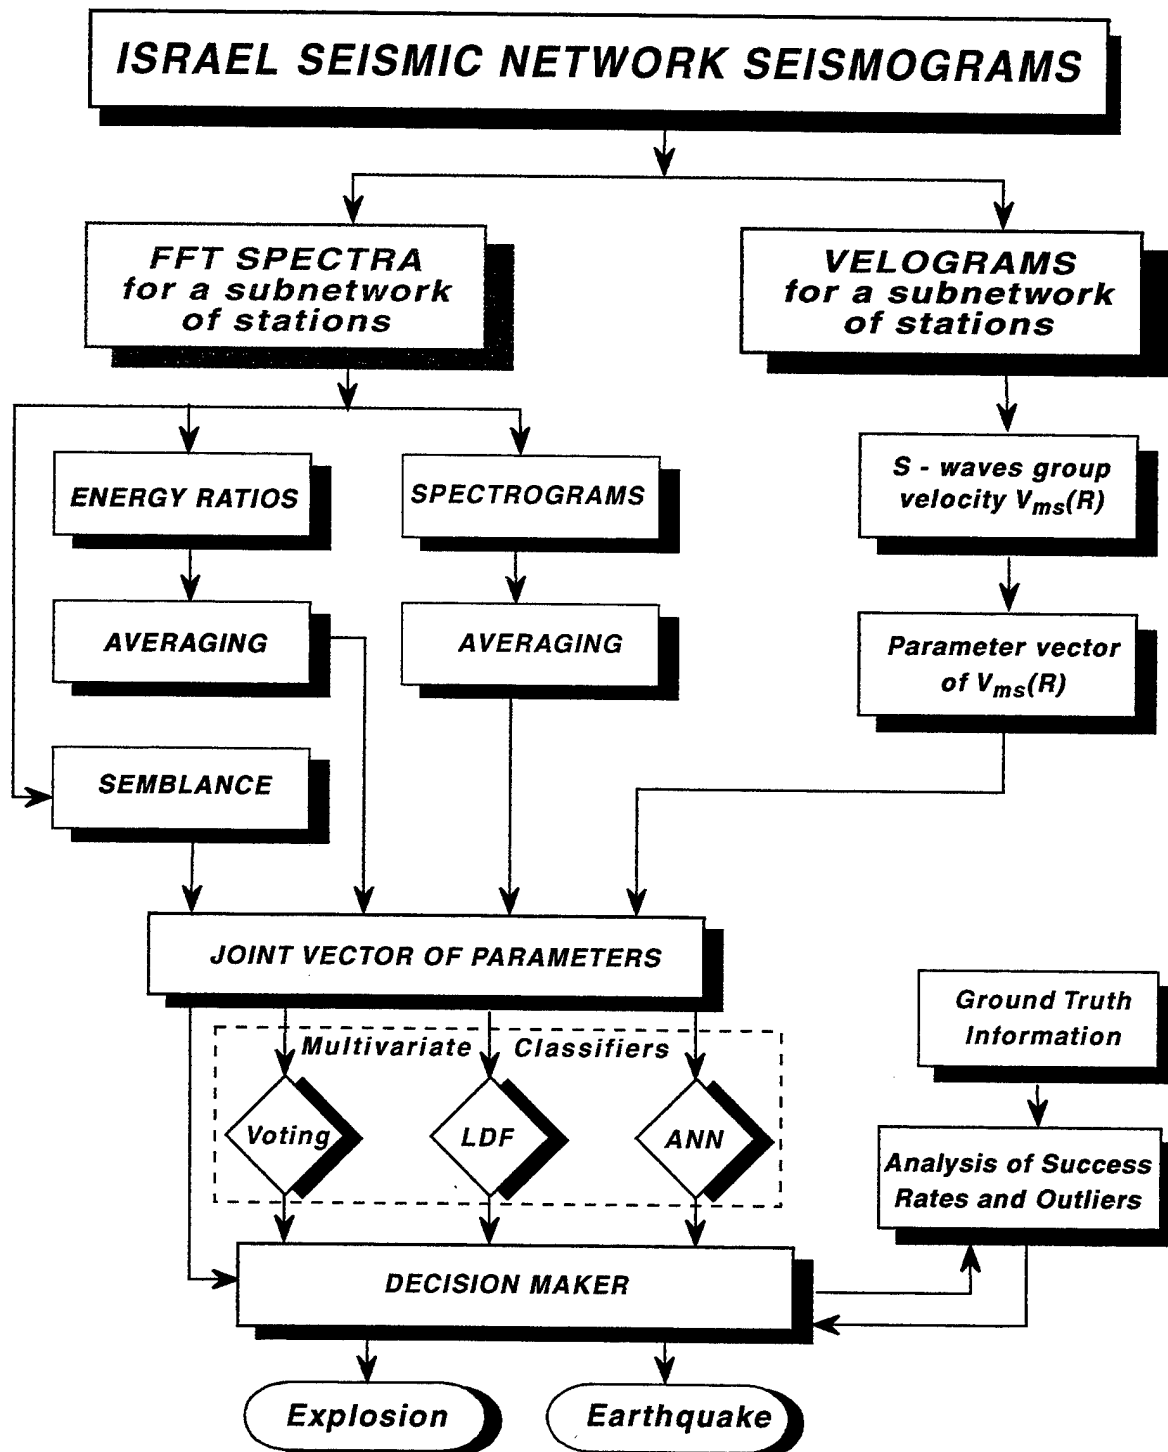 ISRAEL SEISMIC NETWORK SEISMOGRAMS
FFT SPECTRA
for a subnetwork
of stations
VELOGRAMS
for a subnetwork
of stations
ENERGY RATIOS
SPECTROGRAMS
S - waves group
velocity Vms(R)
AVERAGING
AVERAGING
Parameter vector
of Vms(R)
SEMBLANCE
JOINT VECTOR OF PARAMETERS
Ground Truth
Information
Multivariate Classifiers
Voting
LDF
ANN
Analysis of Success
Rates and Outliers
DECISION MAKER
Explosion
Earthquake